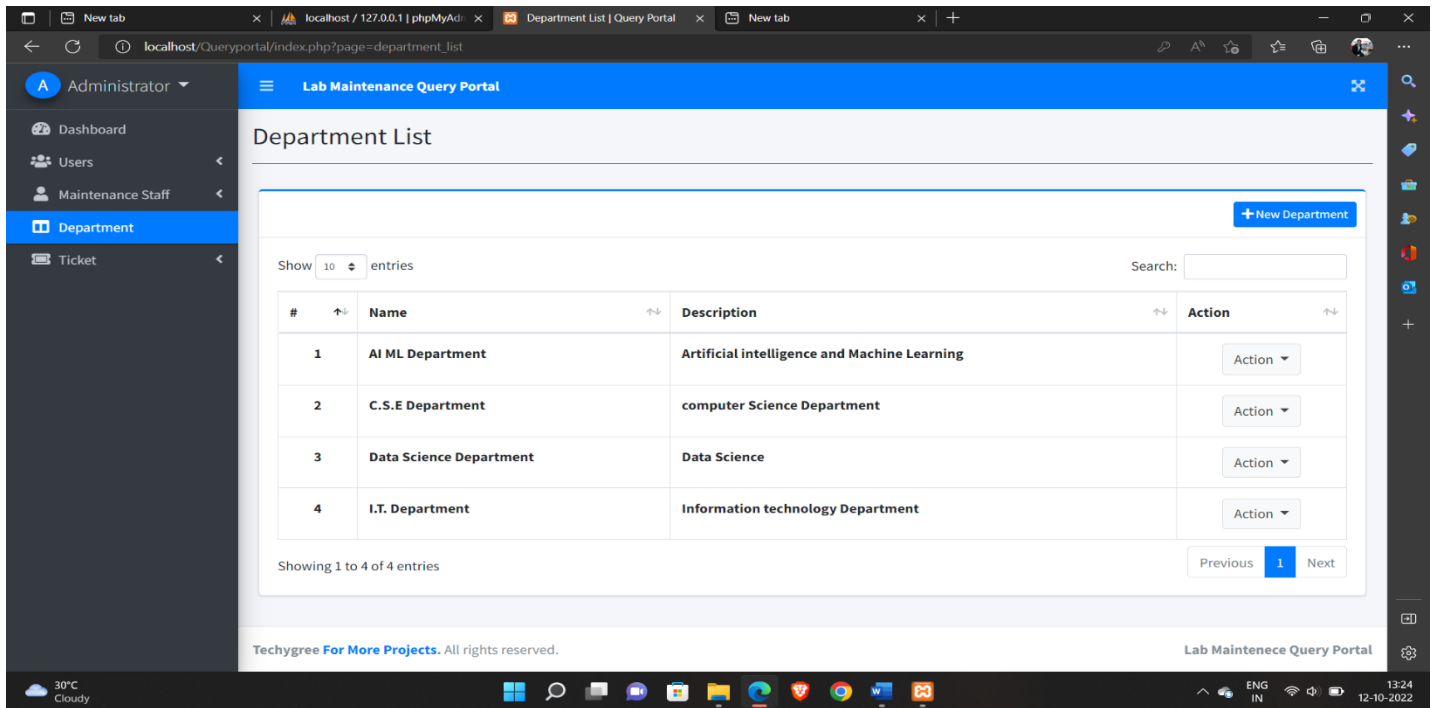 New tab
localhost / 127.0.0.1 | phpMyAdn
Department List | Query Portal
New tab
localhost/Queryportal/index.php?page=department_list
A Administrator
Lab Maintenance Query Portal
Dashboard
Users
Maintenance Staff
Department
Ticket
Department List
New Department
Show 10 entries
Search:
# Name Description Action
1 AI ML Department Artificial intelligence and Machine Learning Action
2 C.S.E Department computer Science Department Action
3 Data Science Department Data Science Action
4 I.T. Department Information technology Department Action
Showing 1 to 4 of 4 entries
Previous 1 Next
Techygree For More Projects. All rights reserved.
Lab Maintenece Query Portal
30°C
Cloudy
ENG
IN
13:24
12-10-2022